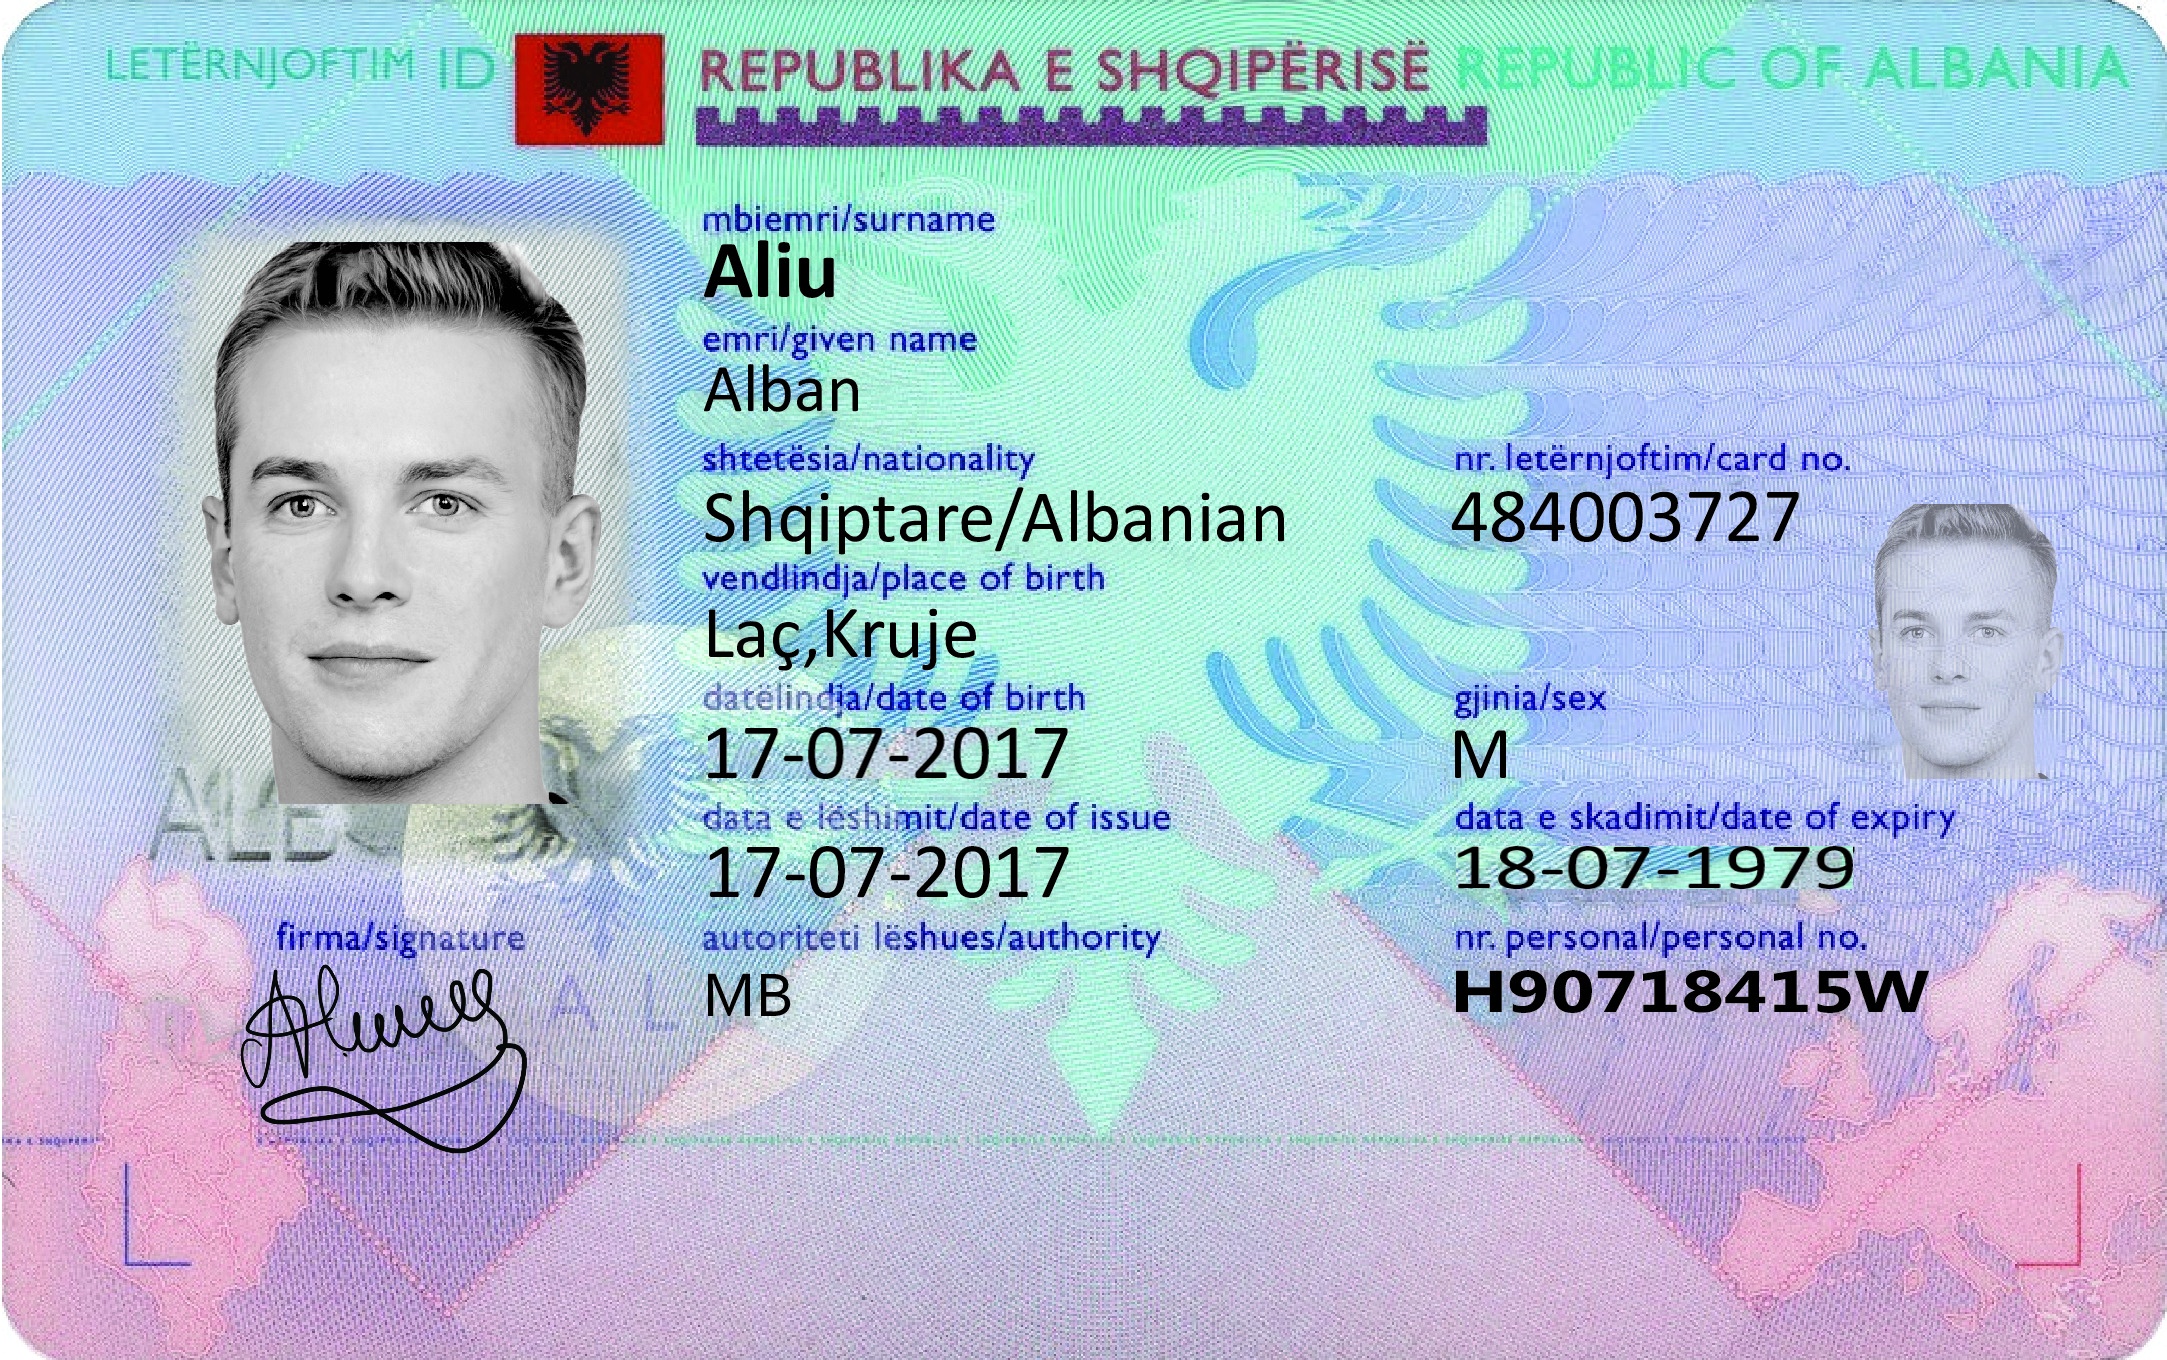 LETËRNJOFTIM ID REPUBLIKA E SHQIPËRISË REPUBLIC OF ALBANIA
mbiemri/surname
Aliu
emri/given name
Alban
shtetësia/nationality
Shqiptare/Albanian
nr. letërnjoftim/card no.
484003727
vendlindja/place of birth
Laç,Kruje
datëlindja/date of birth
17-07-2017
gjinia/sex
M
data e lëshimit/date of issue
17-07-2017
data e skadimit/date of expiry
18-07-1979
firma/signature
autoriteti lëshues/authority
MB
nr. personal/personal no.
H90718415W